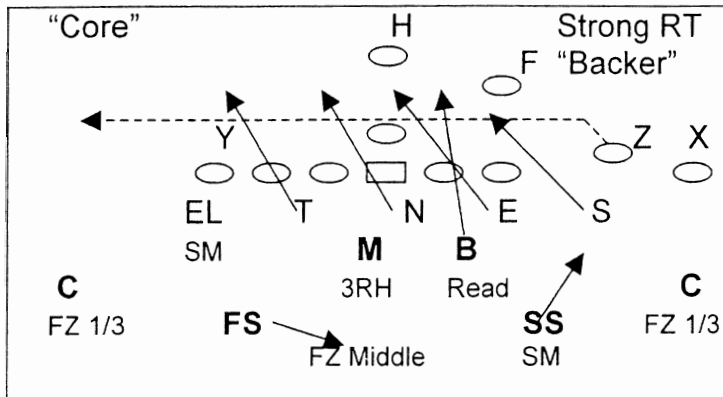 "Core" H Strong RT
F "Backer"
Y Z X
EL T N E S
SM M B
C 3RH Read C
FZ 1/3 FS SS FZ 1/3
FZ Middle SM